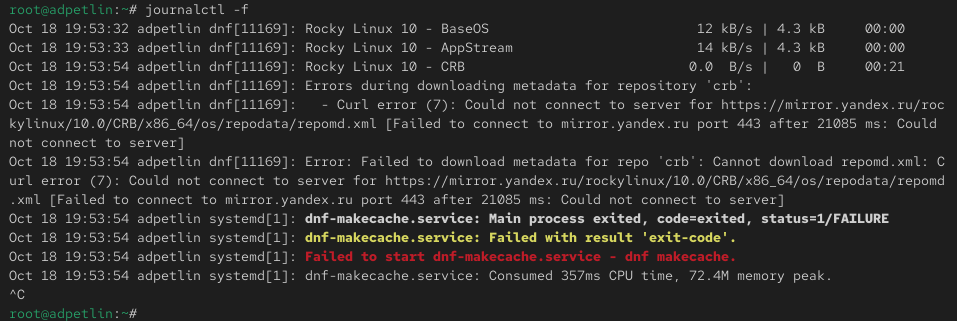 root@adpetlin:~# journalctl -f
Oct 18 19:53:32 adpetlin dnf[11169]: Rocky Linux 10 - BaseOS                          12 kB/s | 4.3 kB     00:00
Oct 18 19:53:33 adpetlin dnf[11169]: Rocky Linux 10 - AppStream                       14 kB/s | 4.3 kB     00:00
Oct 18 19:53:54 adpetlin dnf[11169]: Rocky Linux 10 - CRB                            0.0  B/s |   0  B     00:21
Oct 18 19:53:54 adpetlin dnf[11169]: Errors during downloading metadata for repository 'crb':
Oct 18 19:53:54 adpetlin dnf[11169]:   - Curl error (7): Could not connect to server for https://mirror.yandex.ru/roc
kylinux/10.0/CRB/x86_64/os/repodata/repomd.xml [Failed to connect to mirror.yandex.ru port 443 after 21085 ms: Could
not connect to server]
Oct 18 19:53:54 adpetlin dnf[11169]: Error: Failed to download metadata for repo 'crb': Cannot download repomd.xml: C
url error (7): Could not connect to server for https://mirror.yandex.ru/rockylinux/10.0/CRB/x86_64/os/repodata/repomd
.xml [Failed to connect to mirror.yandex.ru port 443 after 21085 ms: Could not connect to server]
Oct 18 19:53:54 adpetlin systemd[1]: dnf-makecache.service: Main process exited, code=exited, status=1/FAILURE
Oct 18 19:53:54 adpetlin systemd[1]: dnf-makecache.service: Failed with result 'exit-code'.
Oct 18 19:53:54 adpetlin systemd[1]: Failed to start dnf-makecache.service - dnf makecache.
Oct 18 19:53:54 adpetlin systemd[1]: dnf-makecache.service: Consumed 357ms CPU time, 72.4M memory peak.
^C
root@adpetlin:~#